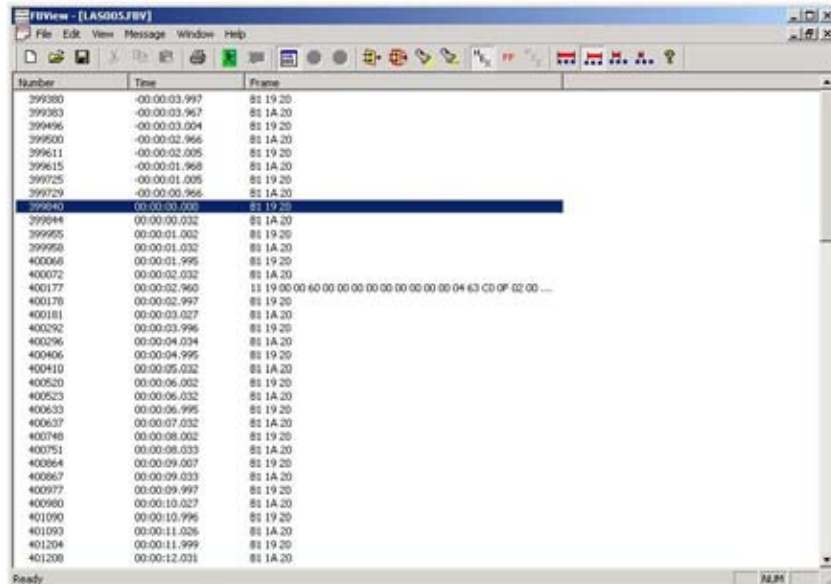 FBView - [LAS005.FBV]
File Edit View Message Window Help
Number Time Frame
399380 -00:00:03.997 81 19 20
399383 -00:00:03.967 81 1A 20
399496 -00:00:03.004 81 19 20
399500 -00:00:02.966 81 1A 20
399611 -00:00:02.005 81 19 20
399615 -00:00:01.968 81 1A 20
399725 -00:00:01.005 81 19 20
399729 -00:00:00.966 81 1A 20
399840 00:00:00.000 81 19 20
399844 00:00:00.032 81 1A 20
399955 00:00:01.002 81 19 20
399958 00:00:01.032 81 1A 20
400068 00:00:01.995 81 19 20
400072 00:00:02.032 81 1A 20
400177 00:00:02.960 11 19 00 00 60 00 00 00 00 00 00 00 00 00 04 63 C0 0F 02 00 ...
400178 00:00:02.997 81 19 20
400181 00:00:03.027 81 1A 20
400292 00:00:03.996 81 19 20
400296 00:00:04.034 81 1A 20
400406 00:00:04.995 81 19 20
400410 00:00:05.032 81 1A 20
400520 00:00:06.002 81 19 20
400523 00:00:06.032 81 1A 20
400633 00:00:06.995 81 19 20
400637 00:00:07.032 81 1A 20
400748 00:00:08.002 81 19 20
400751 00:00:08.033 81 1A 20
400864 00:00:09.007 81 19 20
400867 00:00:09.033 81 1A 20
400977 00:00:09.997 81 19 20
400980 00:00:10.027 81 1A 20
401090 00:00:10.996 81 19 20
401093 00:00:11.026 81 1A 20
401204 00:00:11.999 81 19 20
401208 00:00:12.031 81 1A 20
Ready NUM